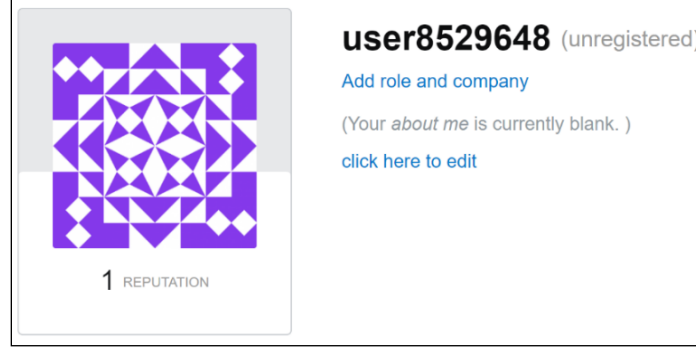 user8529648 (unregistered)
Add role and company
(Your about me is currently blank. )
click here to edit
1 REPUTATION